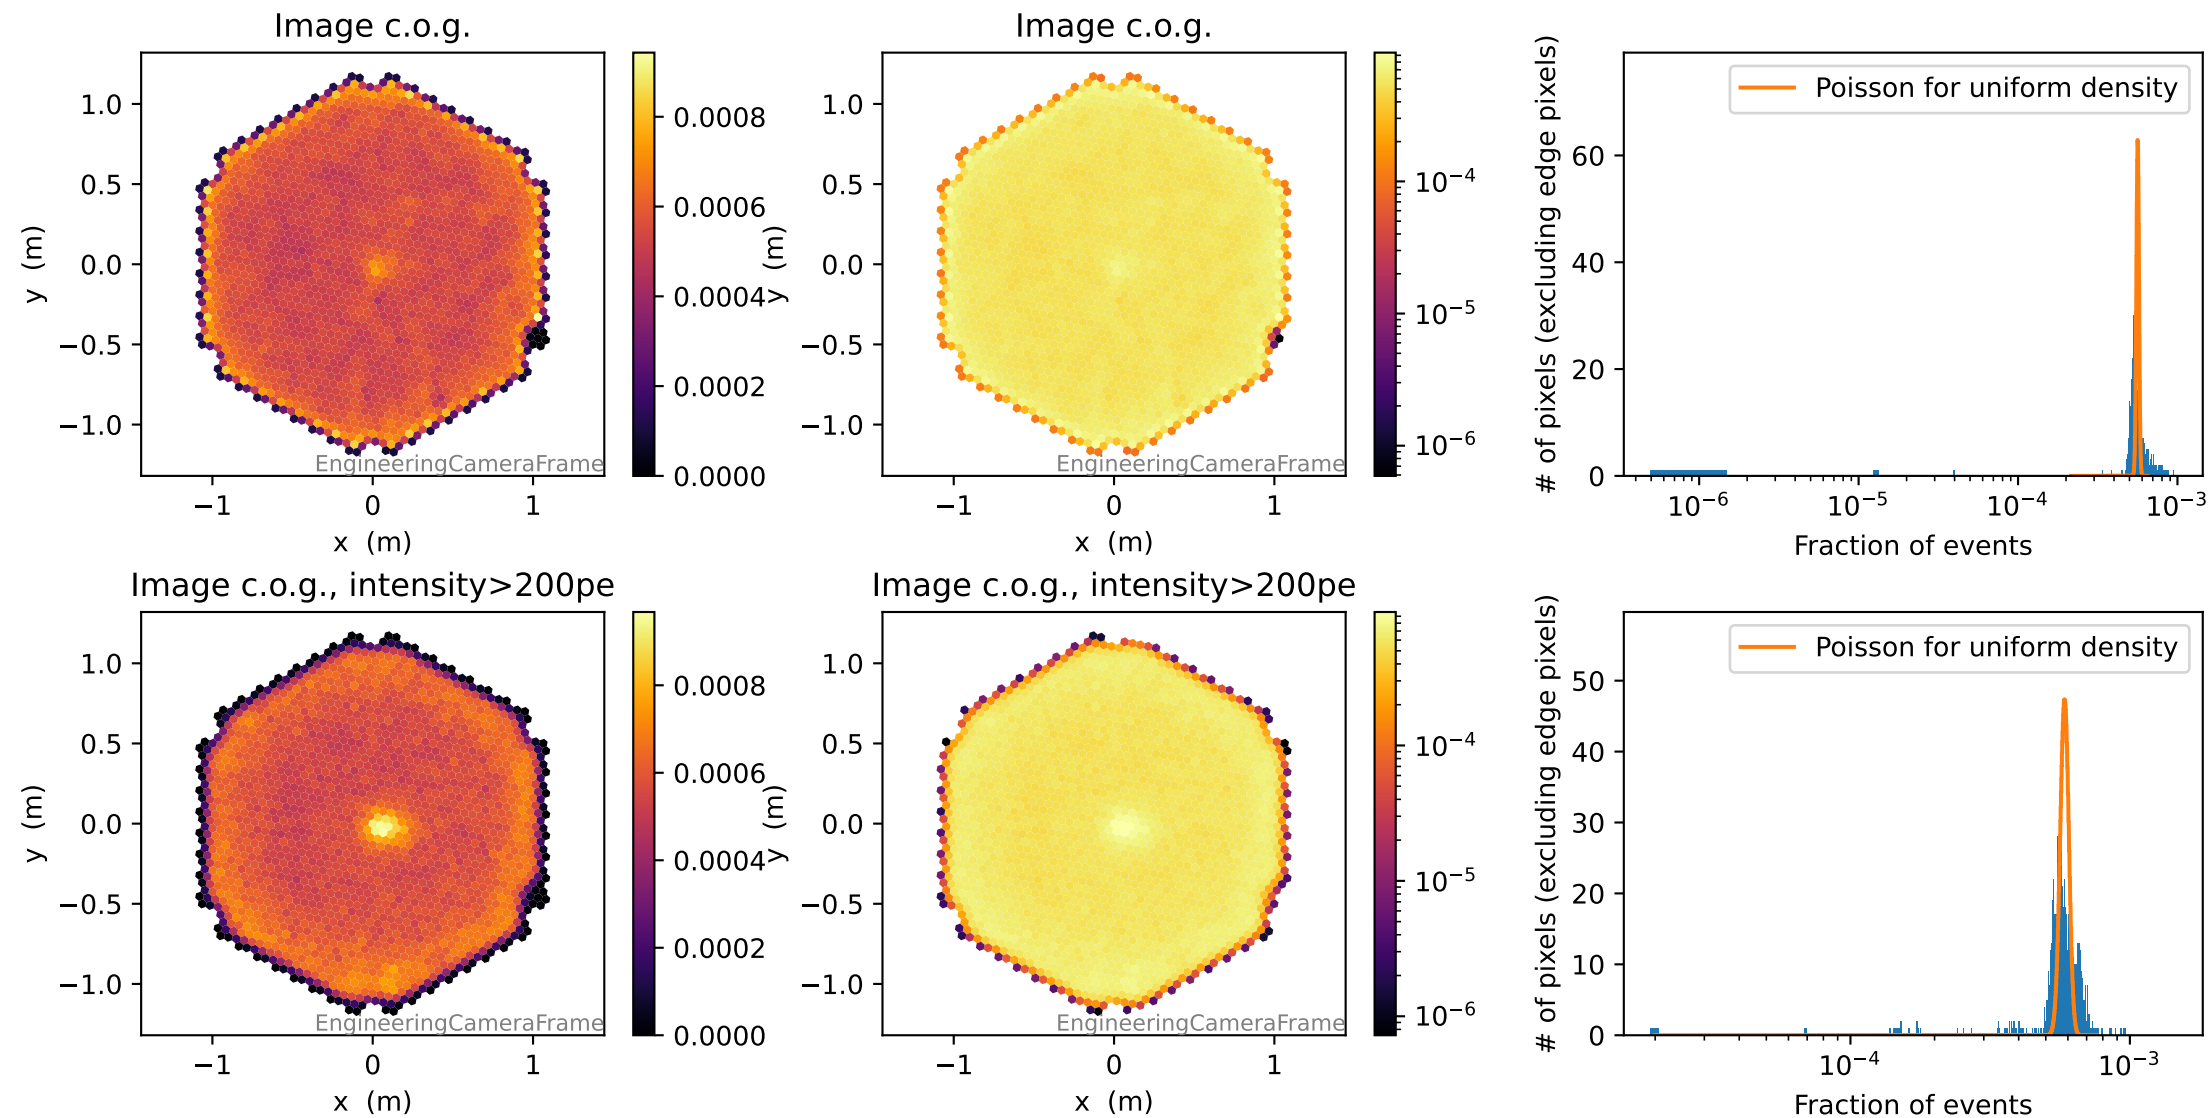 Image c.o.g.
y (m)
1.0
0.5
0.0
−0.5
−1.0
−1
0
1
x (m)
EngineeringCameraFrame
0.0008
0.0006
0.0004
0.0002
0.0000
Image c.o.g.
y (m)
1.0
0.5
0.0
−0.5
−1.0
−1
0
1
x (m)
EngineeringCameraFrame
10⁻⁴
10⁻⁵
10⁻⁶
# of pixels (excluding edge pixels)
60
40
20
0
Poisson for uniform density
10⁻⁶
10⁻⁵
10⁻⁴
10⁻³
Fraction of events
Image c.o.g., intensity>200pe
y (m)
1.0
0.5
0.0
−0.5
−1.0
−1
0
1
x (m)
EngineeringCameraFrame
0.0008
0.0006
0.0004
0.0002
0.0000
Image c.o.g., intensity>200pe
y (m)
1.0
0.5
0.0
−0.5
−1.0
−1
0
1
x (m)
EngineeringCameraFrame
10⁻⁴
10⁻⁵
10⁻⁶
# of pixels (excluding edge pixels)
50
40
30
20
10
0
Poisson for uniform density
10⁻⁴
10⁻³
Fraction of events